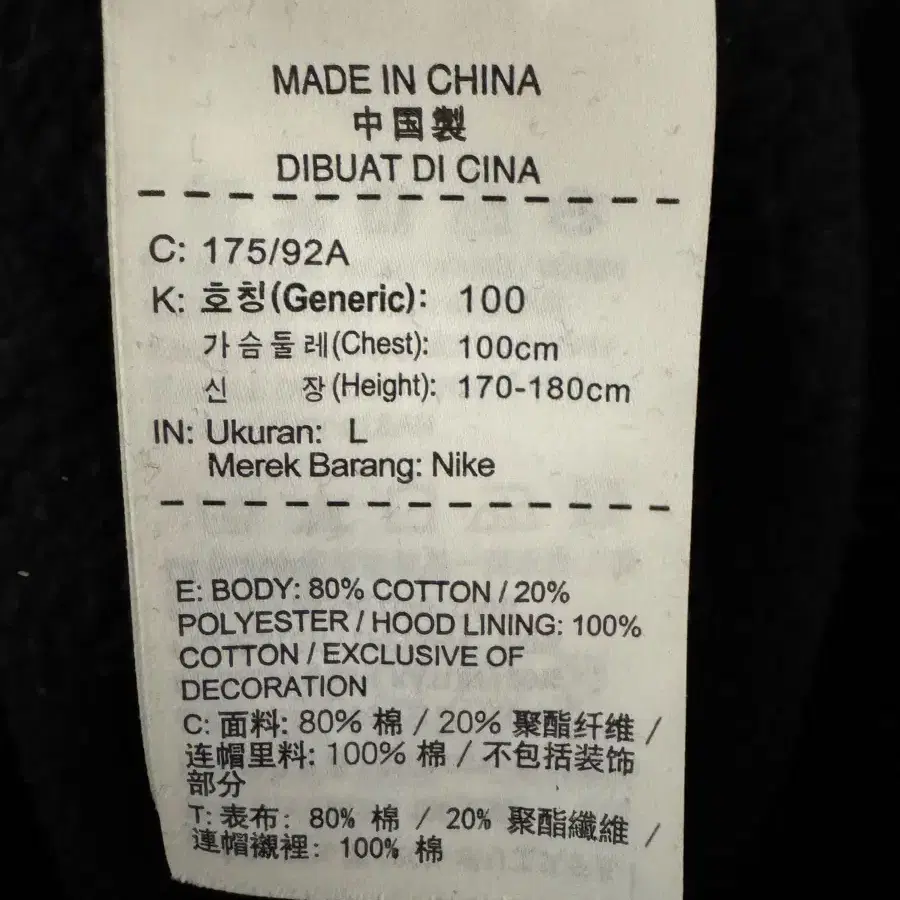 MADE IN CHINA
中国製
DIBUAT DI CINA
C: 175/92A
K: 호칭(Generic): 100
가슴둘레(Chest): 100cm
신 장(Height): 170-180cm
IN: Ukuran: L
Merek Barang: Nike
E: BODY: 80% COTTON / 20%
POLYESTER / HOOD LINING: 100%
COTTON / EXCLUSIVE OF
DECORATION
C: 面料: 80% 棉 / 20% 聚酯纤维 /
连帽里料: 100% 棉 / 不包括装饰
部分
T: 表布: 80% 棉 / 20% 聚酯纖維 /
連帽襯裡: 100% 棉